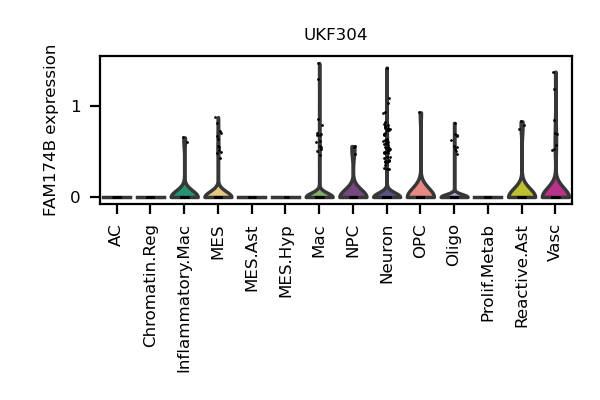 UKF304
FAM174B expression
1
0
AC
Chromatin.Reg
Inflammatory.Mac
MES
MES.Ast
MES.Hyp
Mac
NPC
Neuron
OPC
Oligo
Prolif.Metab
Reactive.Ast
Vasc